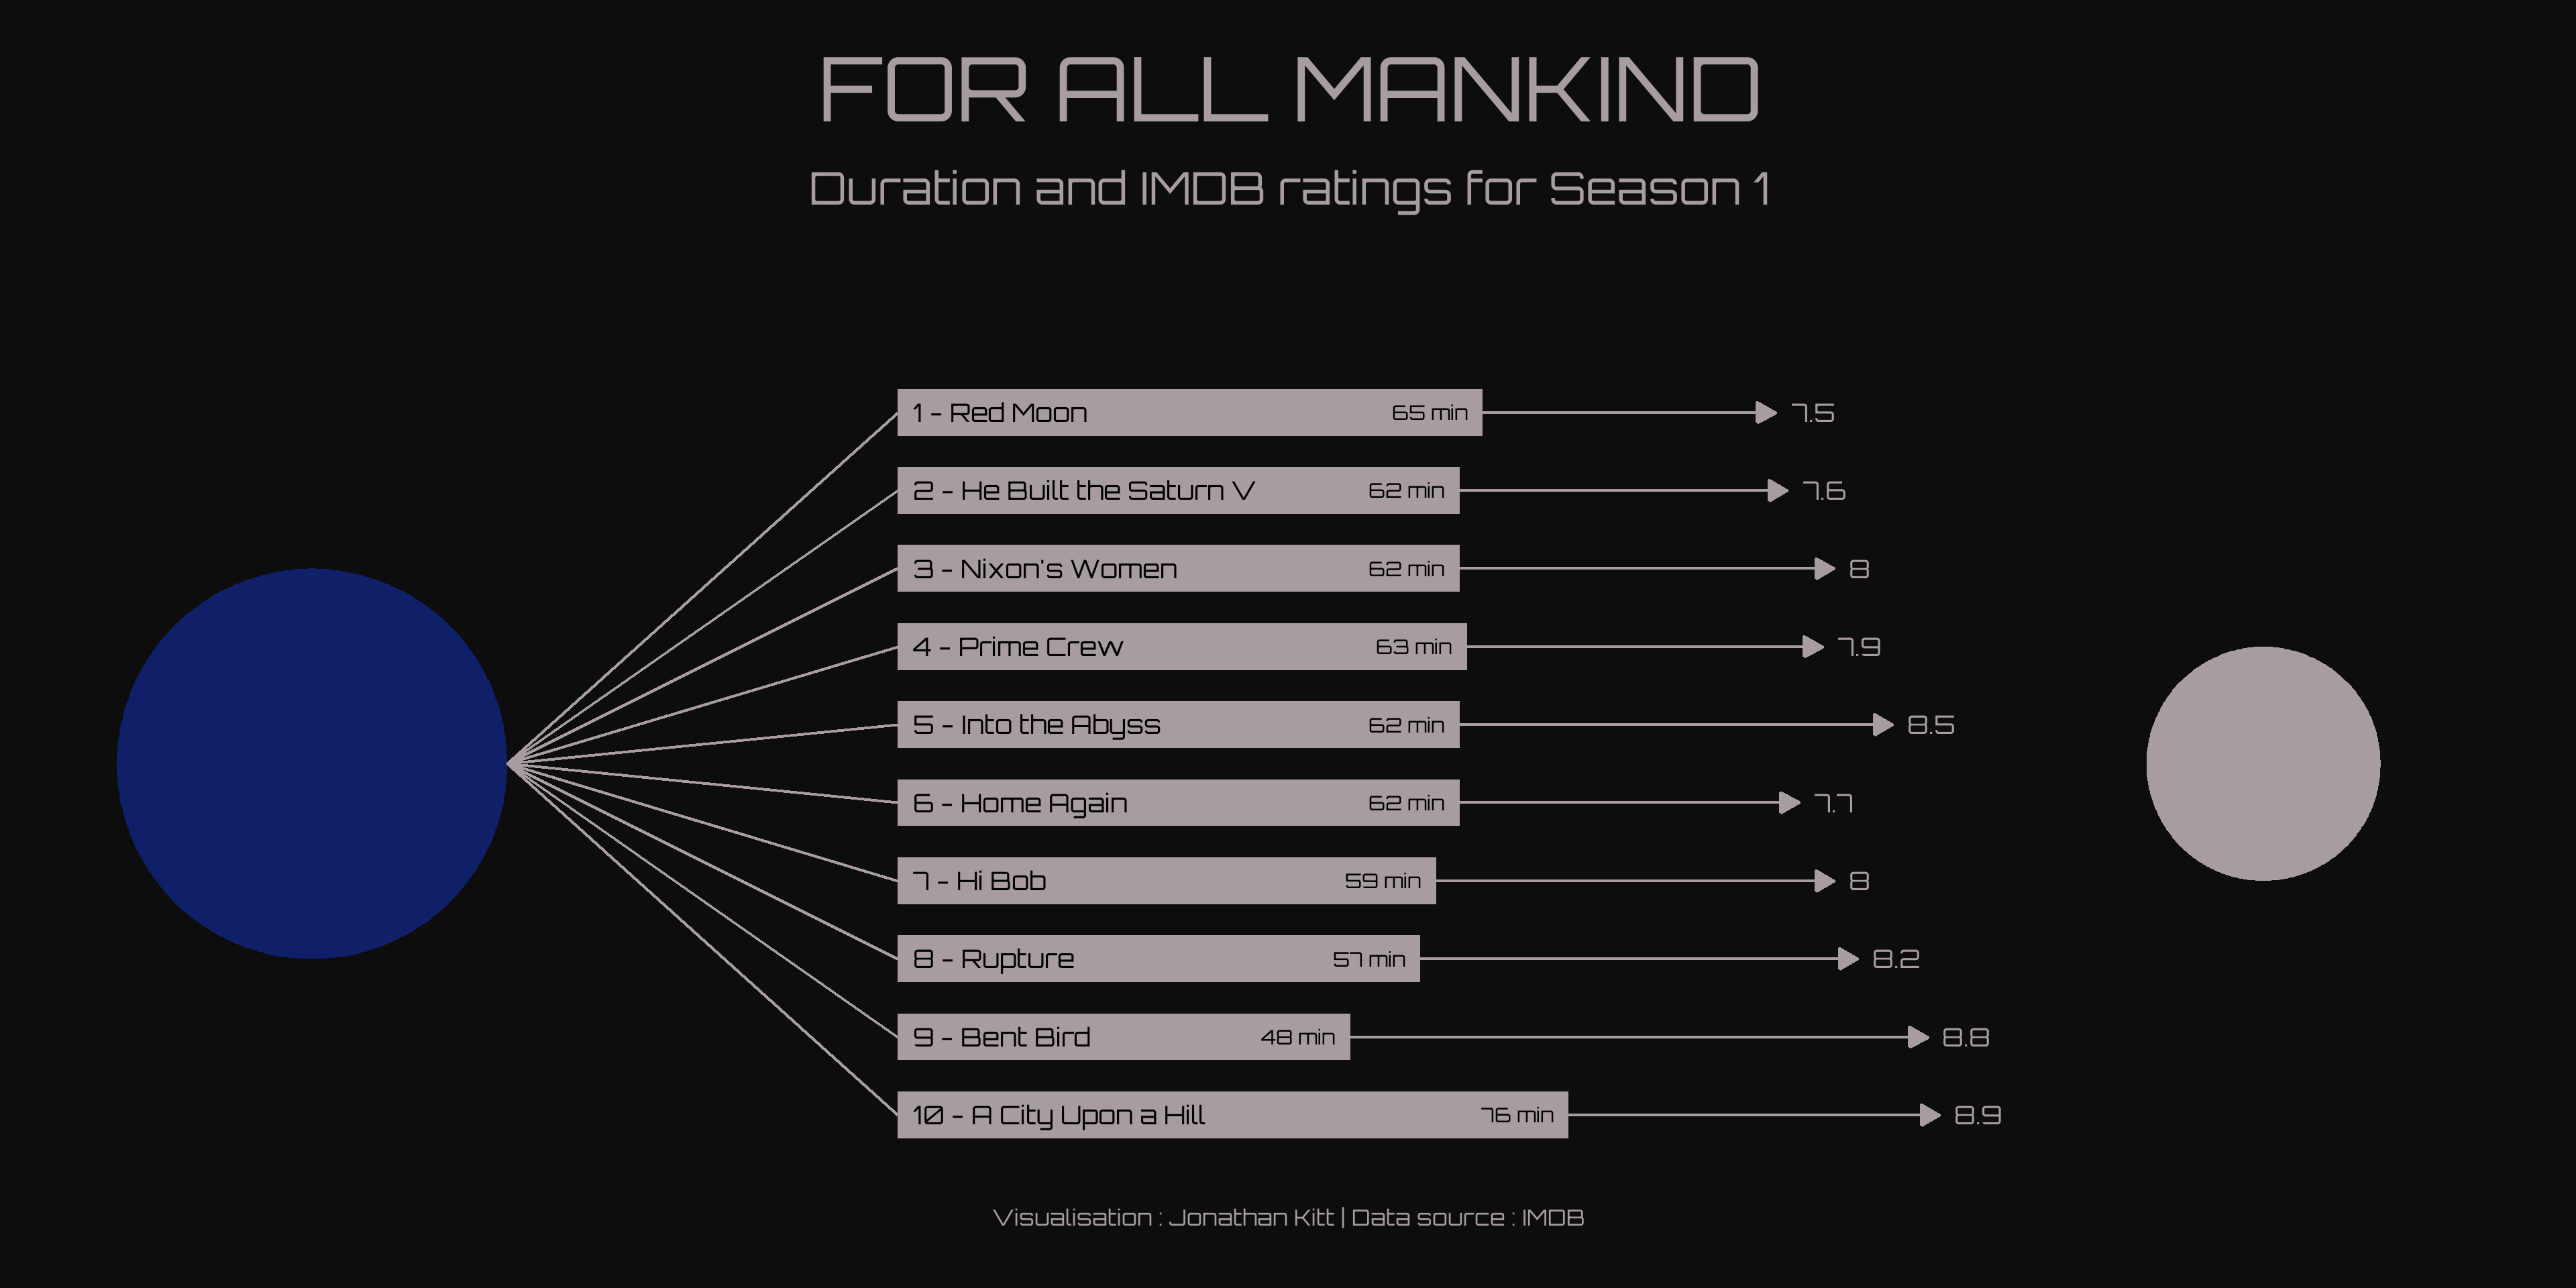 FOR ALL MANKIND
Duration and IMDB ratings for Season 1
1 - Red Moon 65 min 7.5
2 - He Built the Saturn V 62 min 7.6
3 - Nixon's Women 62 min 8
4 - Prime Crew 63 min 7.9
5 - Into the Abyss 62 min 8.5
6 - Home Again 62 min 7.7
7 - Hi Bob 59 min 8
8 - Rupture 57 min 8.2
9 - Bent Bird 48 min 8.8
10 - A City Upon a Hill 76 min 8.9
Visualisation : Jonathan Kitt | Data source : IMDB